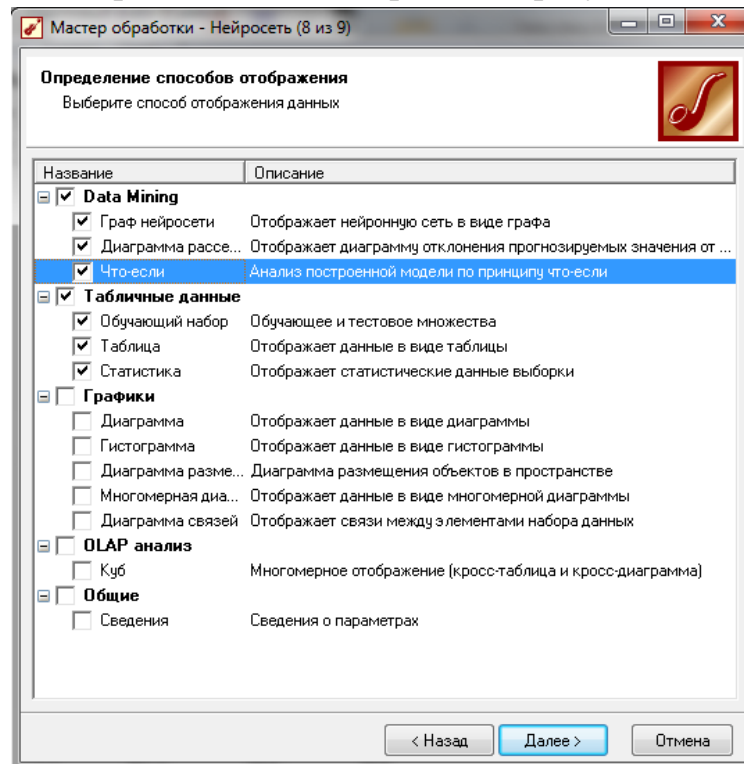 Мастер обработки - Нейросеть (8 из 9)
Определение способов отображения
Выберите способ отображения данных
Название Описание
Data Mining
Граф нейросети Отображает нейронную сеть в виде графа
Диаграмма рассе... Отображает диаграмму отклонения прогнозируемых значения от ...
Что-если Анализ построенной модели по принципу что-если
Табличные данные
Обучающий набор Обучающее и тестовое множества
Таблица Отображает данные в виде таблицы
Статистика Отображает статистические данные выборки
Графики
Диаграмма Отображает данные в виде диаграммы
Гистограмма Отображает данные в виде гистограммы
Диаграмма разме... Диаграмма размещения объектов в пространстве
Многомерная диа... Отображает данные в виде многомерной диаграммы
Диаграмма связей Отображает связи между элементами набора данных
OLAP анализ
Куб Многомерное отображение (кросс-таблица и кросс-диаграмма)
Общие
Сведения Сведения о параметрах
< Назад Далее > Отмена